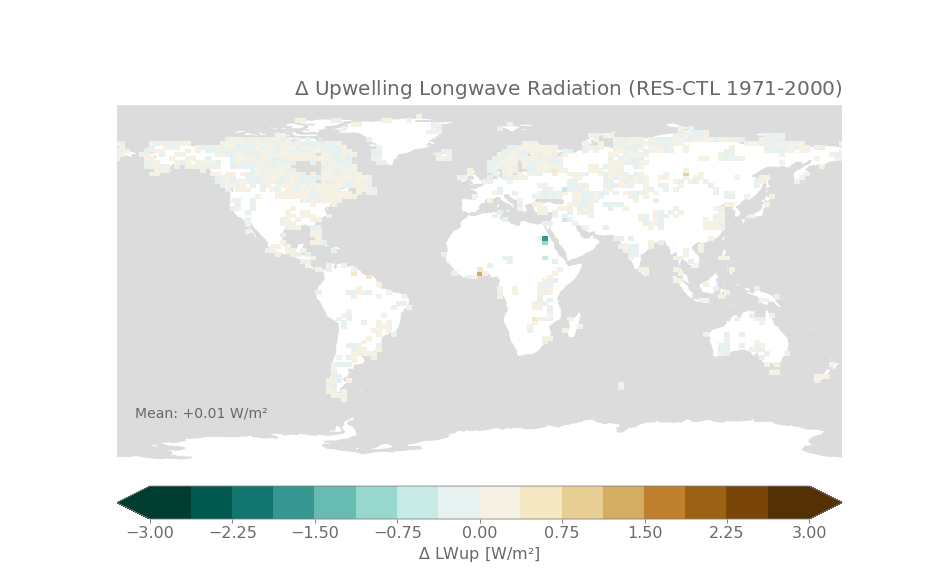 Δ Upwelling Longwave Radiation (RES-CTL 1971-2000)
Mean: +0.01 W/m²
−3.00 −2.25 −1.50 −0.75 0.00 0.75 1.50 2.25 3.00
Δ LWup [W/m²]